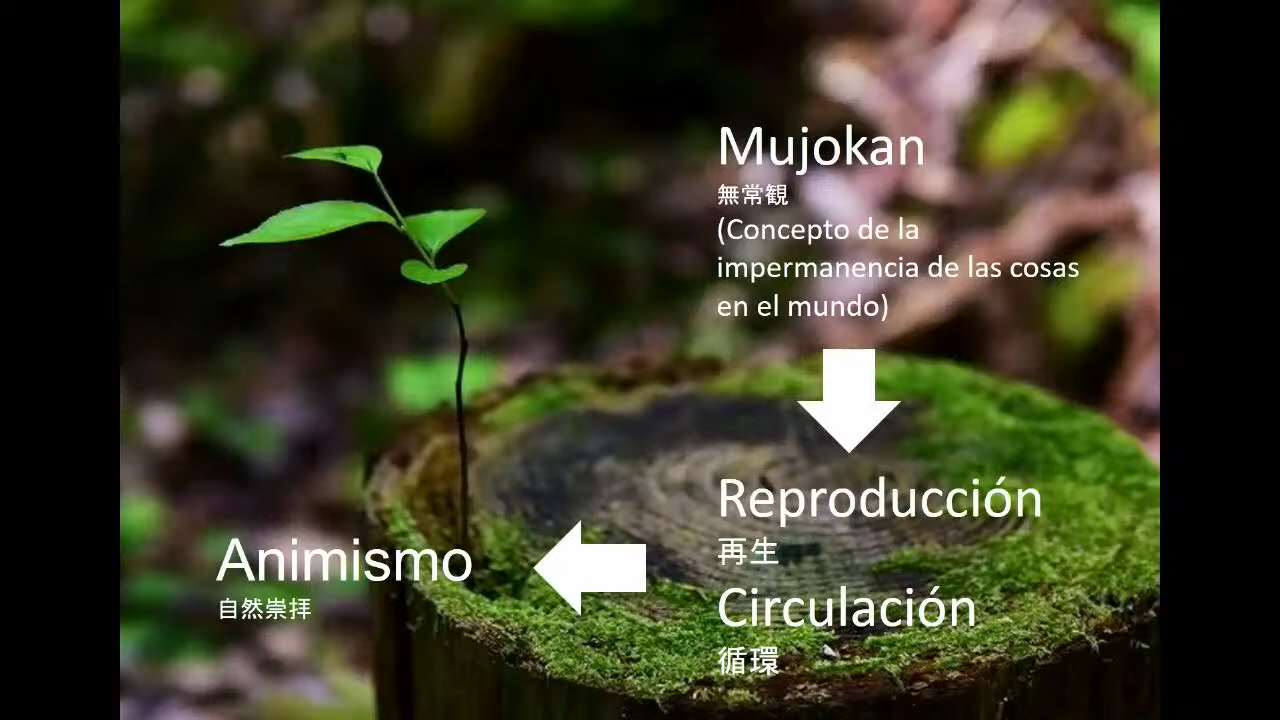 Mujokan
無常観
(Concepto de la
impermanencia de las cosas
en el mundo)
Reproducción
再生
Circulación
循環
Animismo
自然崇拝